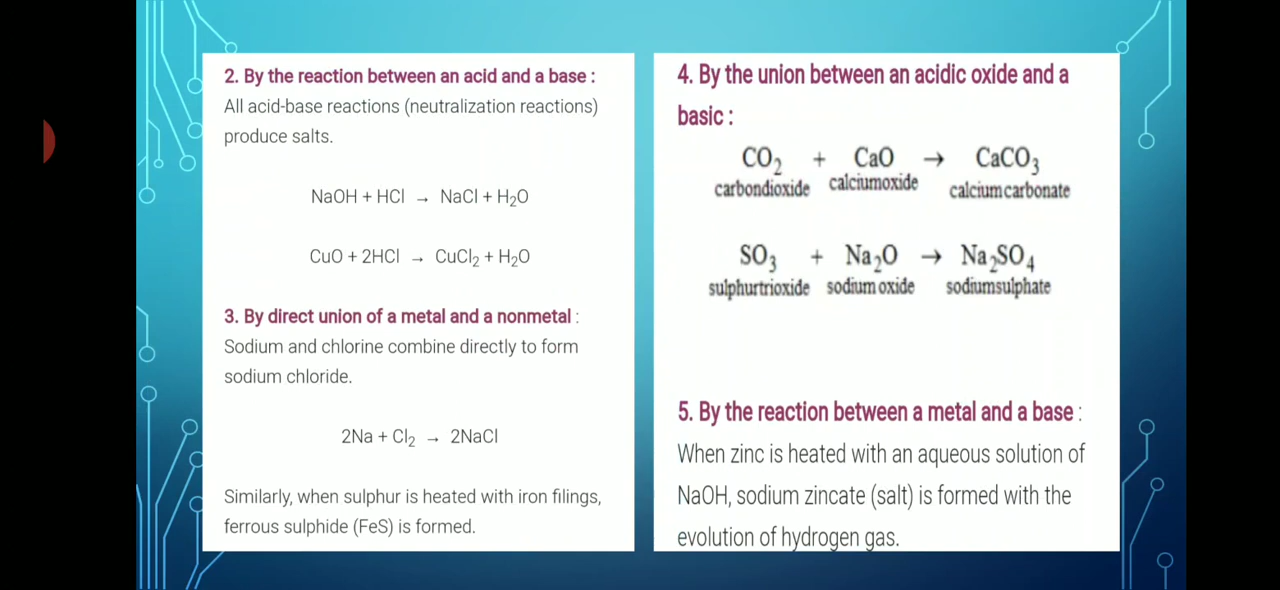 2. By the reaction between an acid and a base :
All acid-base reactions (neutralization reactions)
produce salts.
NaOH + HCl → NaCl + H₂O
CuO + 2HCl → CuCl₂ + H₂O
3. By direct union of a metal and a nonmetal :
Sodium and chlorine combine directly to form
sodium chloride.
2Na + Cl₂ → 2NaCl
Similarly, when sulphur is heated with iron filings,
ferrous sulphide (FeS) is formed.
4. By the union between an acidic oxide and a
basic :
CO₂ + CaO → CaCO₃
carbondioxide calciumoxide calciumcarbonate
SO₃ + Na₂O → Na₂SO₄
sulphurtrioxide sodium oxide sodiumsulphate
5. By the reaction between a metal and a base :
When zinc is heated with an aqueous solution of
NaOH, sodium zincate (salt) is formed with the
evolution of hydrogen gas.